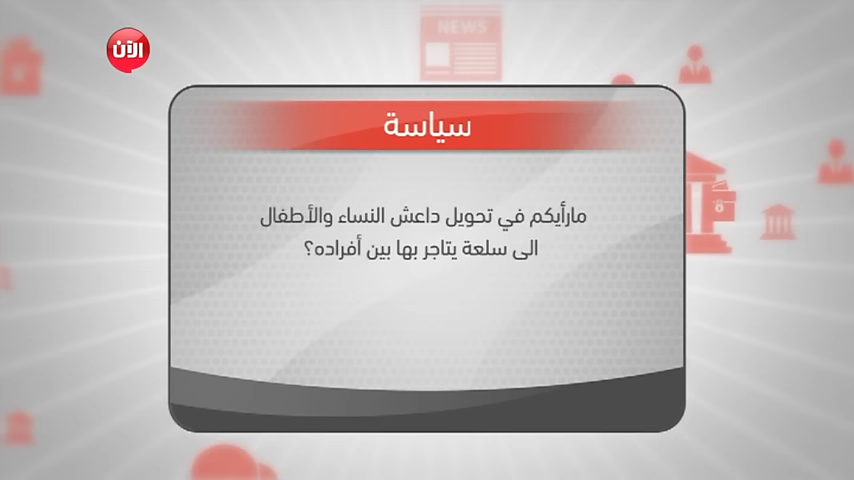 NEWS
الآن
سياسة
مارأيكم في تحويل داعش النساء والأطفال
الى سلعة يتاجر بها بين أفراده؟